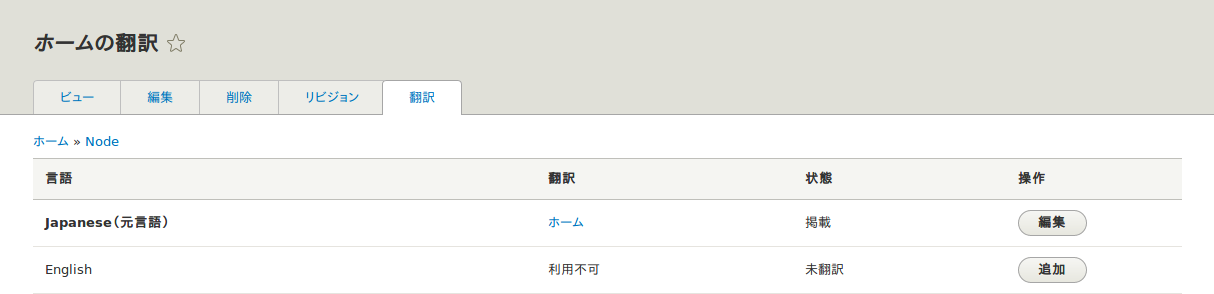 ホームの翻訳
ビュー 編集 削除 リビジョン 翻訳
ホーム » Node
言語 翻訳 状態 操作
Japanese（元言語） ホーム 掲載 編集
English 利用不可 未翻訳 追加